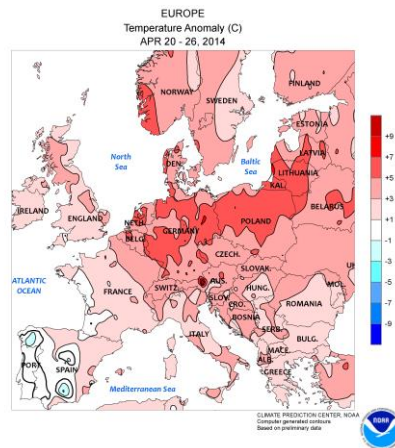 EUROPE
Temperature Anomaly (C)
APR 20 - 26, 2014
NORWAY
FINLAND
SWEDEN
ESTONIA
North
Sea
Baltic
Sea
LATVIA
DEN.
LITHUANIA
KAL.
IRELAND
ENGLAND
NETH.
BELARUS
POLAND
GERMANY
BELG.
CZECH.
ATLANTIC
OCEAN
SLOVAK.
FRANCE
SWITZ.
AUS.
HUNG.
MOL.
SLOV.
ROMANIA
CRO.
BOSNIA
SERB.
ITALY
BULG.
PORT.
SPAIN
MACE.
ALB.
GREECE
Mediterranean Sea
+9
+7
+5
+3
+1
-1
-3
-5
-7
-9
CLIMATE PREDICTION CENTER, NOAA
Computer generated contours
Based on preliminary data
NOAA